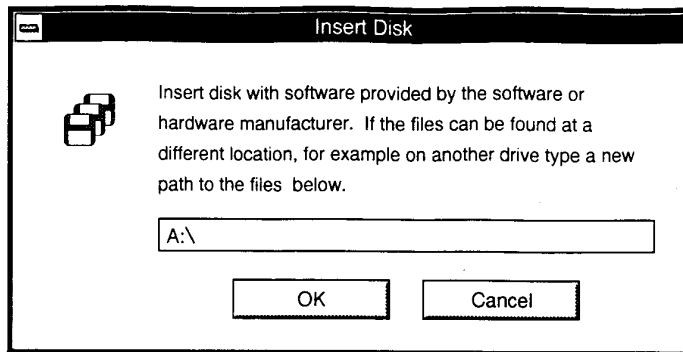 Insert Disk
Insert disk with software provided by the software or
hardware manufacturer. If the files can be found at a
different location, for example on another drive type a new
path to the files below.
A:\
OK Cancel